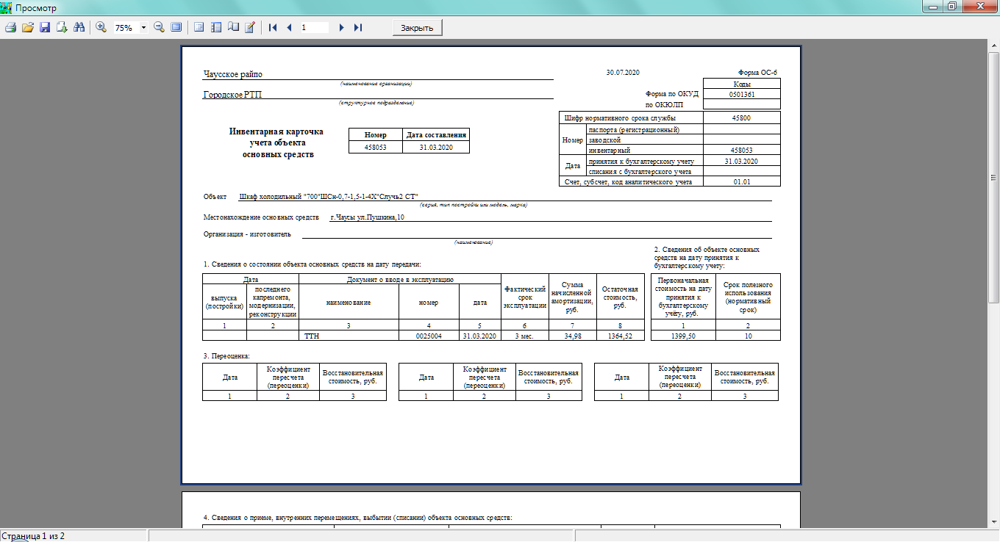 Просмотр
75%
1
Закрыть
Чаусское райпо
(наименование организации)
Городское РТП
(структурное подразделение)
30.07.2020
Форма ОС-6
Коды
Форма по ОКУД
0501361
по ОКЮЛП
Шифр нормативного срока службы
45800
Номер
паспорта (регистрационный)
заводской
инвентарный
458053
Дата
принятия к бухгалтерскому учету
31.03.2020
списания с бухгалтерского учета
Счет, субсчет, код аналитического учета
01.01
Инвентарная карточка
учета объекта
основных средств
Номер
Дата составления
458053
31.03.2020
Объект
Шкаф холодильный "700"ШСн-0,7-1,5-1-4Х"Случь2 СТ"
(серия, тип постройки или модель, марка)
Местонахождение основных средств
г.Чаусы ул.Пушкина,10
Организация - изготовитель
(наименование)
1. Сведения о состоянии объекта основных средств на дату передачи:
Дата
Документ о вводе в эксплуатацию
Фактический
срок
эксплуатации
Сумма
начисленной
амортизации,
руб.
Остаточная
стоимость,
руб.
выпуска
(постройки)
последнего
капремонта,
модернизации,
реконструкции
наименование
номер
дата
1 2 3 4 5 6 7 8
ТТН 0025004 31.03.2020 3 мес. 34,98 1364,52
2. Сведения об объекте основных
средств на дату принятия к
бухгалтерскому учету:
Первоначальная
стоимость на дату
принятия к
бухгалтерскому
учёту, руб.
Срок полезного
использования
(нормативный
срок)
1 2
1399,50 10
3. Переоценка:
Дата
Коэффициент
пересчета
(переоценки)
Восстановительная
стоимость, руб.
1 2 3
Дата
Коэффициент
пересчета
(переоценки)
Восстановительная
стоимость, руб.
1 2 3
Дата
Коэффициент
пересчета
(переоценки)
Восстановительная
стоимость, руб.
1 2 3
4. Сведения о приеме, внутренних перемещениях, выбытии (списании) объекта основных средств:
Страница 1 из 2